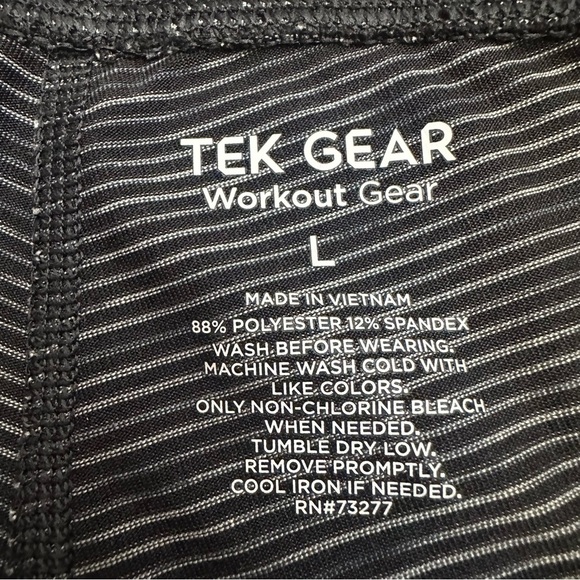 TEK GEAR
Workout Gear
L
MADE IN VIETNAM
88% POLYESTER 12% SPANDEX
WASH BEFORE WEARING.
MACHINE WASH COLD WITH
LIKE COLORS.
ONLY NON-CHLORINE BLEACH
WHEN NEEDED.
TUMBLE DRY LOW.
REMOVE PROMPTLY.
COOL IRON IF NEEDED.
RN#73277